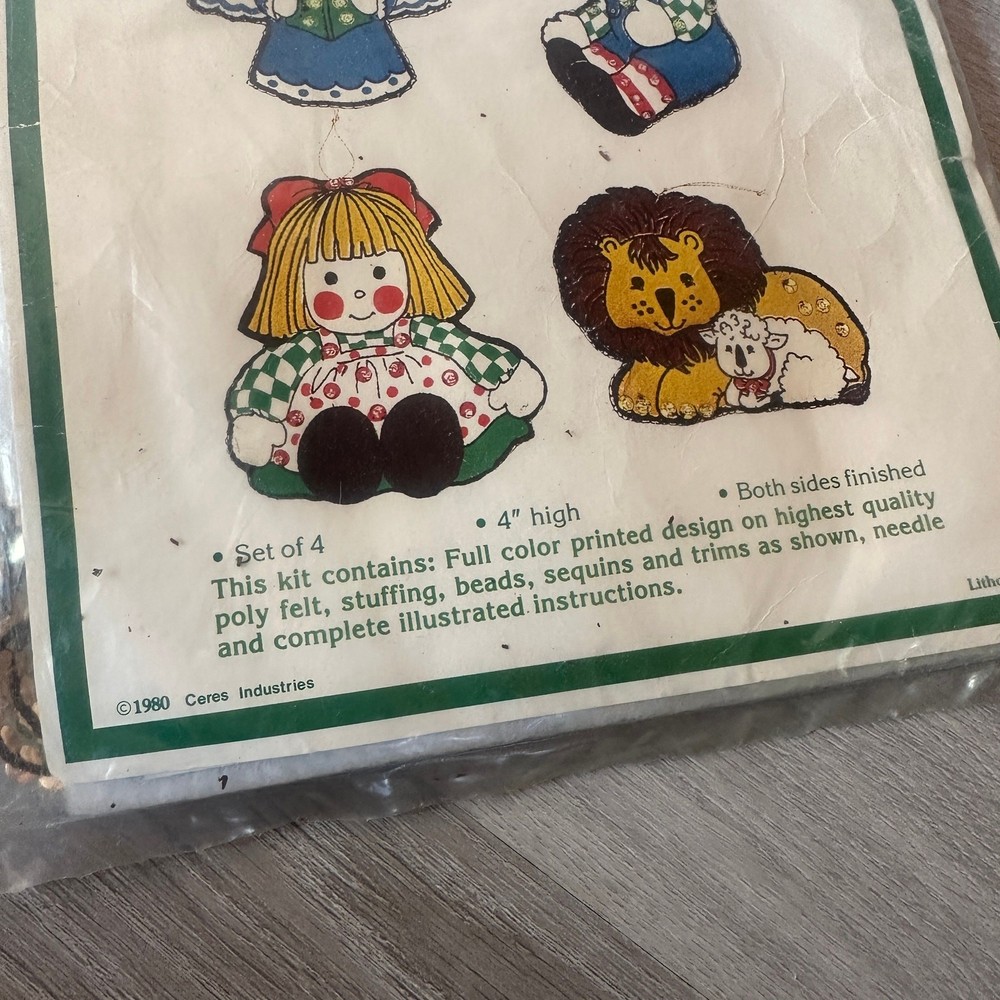 • Set of 4 • 4" high • Both sides finished
This kit contains: Full color printed design on highest quality
poly felt, stuffing, beads, sequins and trims as shown, needle
and complete illustrated instructions.
©1980 Ceres Industries